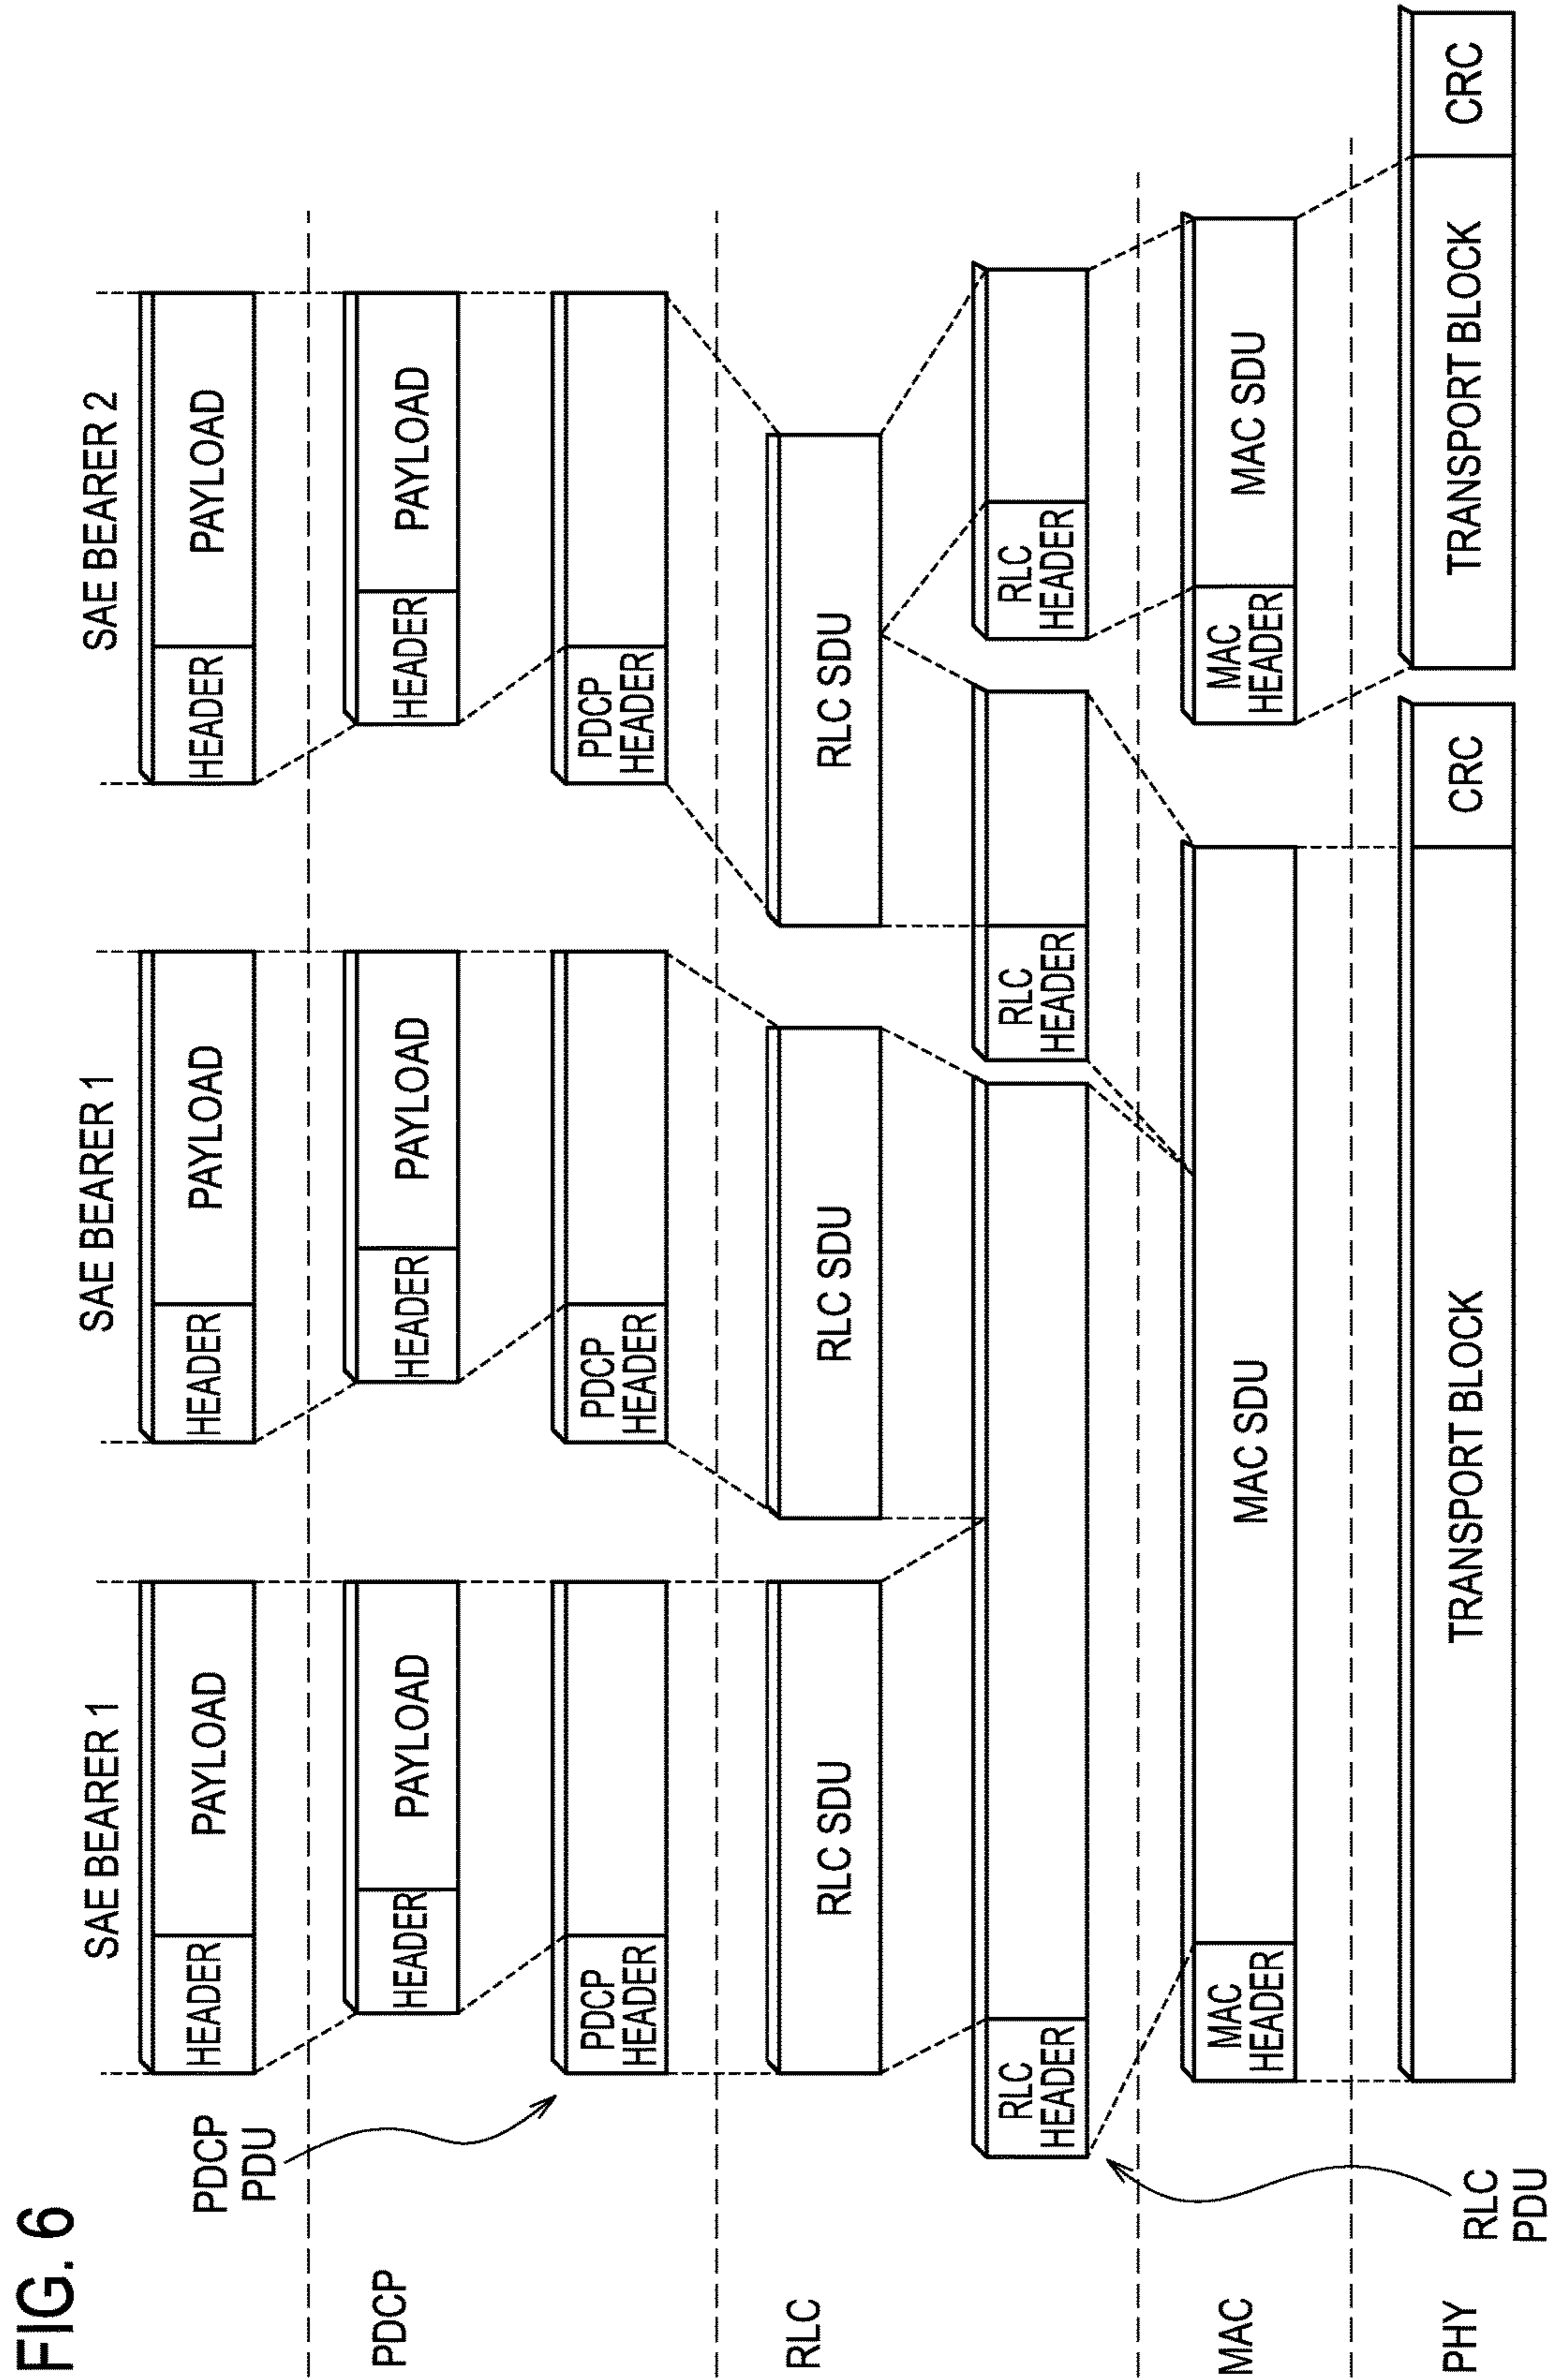 FIG. 6
SAE BEARER 1
SAE BEARER 1
SAE BEARER 2
HEADER
PAYLOAD
HEADER
PAYLOAD
HEADER
PAYLOAD
PDCP
PDU
PDCP
HEADER
PAYLOAD
HEADER
PAYLOAD
HEADER
PAYLOAD
PDCP
HEADER
PDCP
HEADER
PDCP
HEADER
RLC
RLC SDU
RLC SDU
RLC SDU
RLC
HEADER
RLC
HEADER
RLC
HEADER
MAC
MAC
HEADER
MAC SDU
MAC
HEADER
MAC SDU
PHY
RLC
PDU
TRANSPORT BLOCK
CRC
TRANSPORT BLOCK
CRC